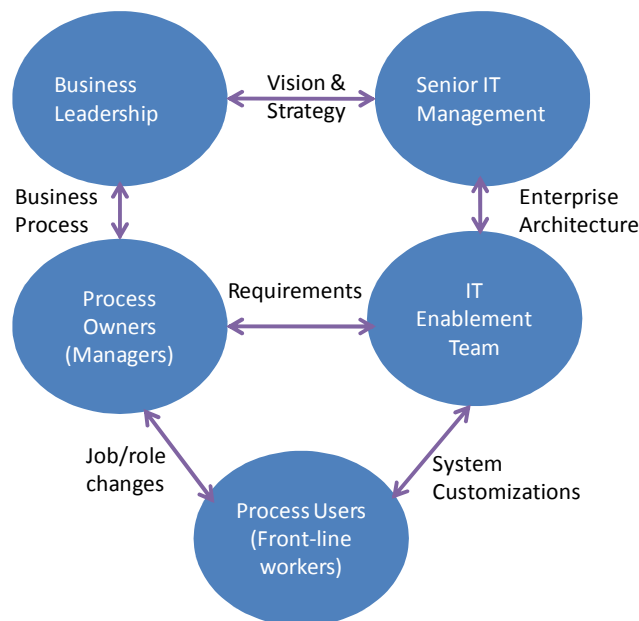 Business
Leadership
Vision &
Strategy
Senior IT
Management
Business
Process
Enterprise
Architecture
Process
Owners
(Managers)
Requirements
IT
Enablement
Team
Job/role
changes
System
Customizations
Process Users
(Front-line
workers)